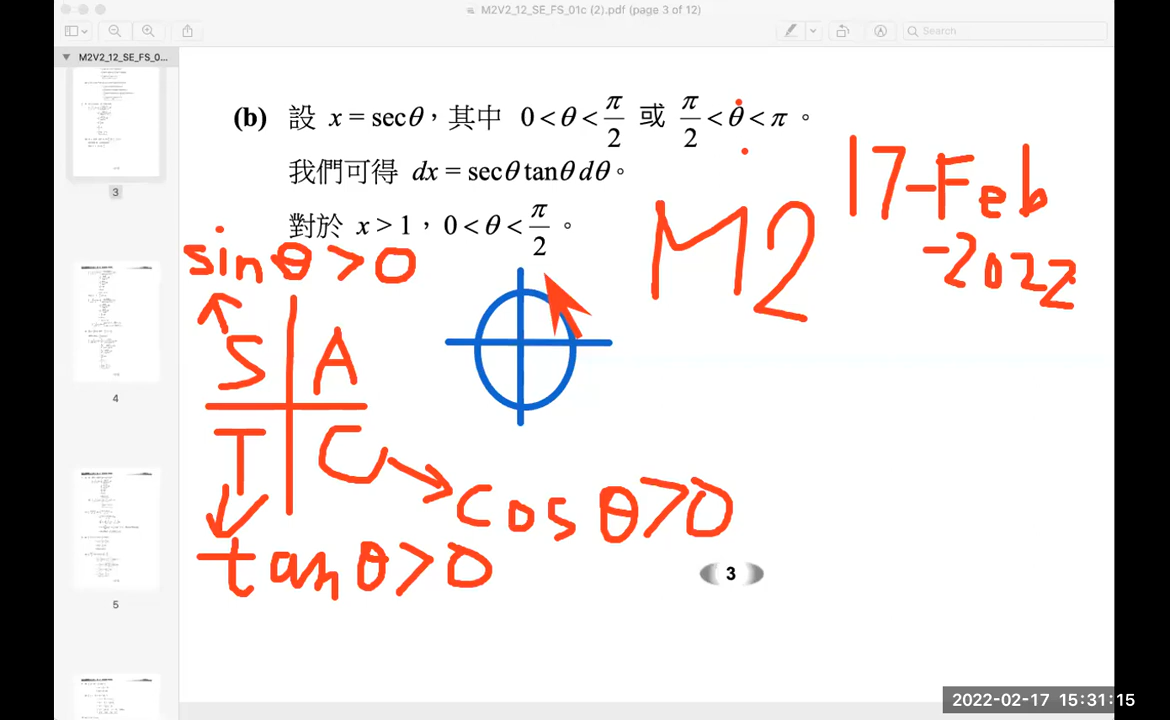 M2V2_12_SE_FS_01c (2).pdf (page 3 of 12)
Search
M2V2_12_SE_FS_0...
3
4
5
(b) 設 x = secθ，其中 0 < θ < π/2 或 π/2 < θ < π 。
我們可得 dx = secθ tanθ dθ。
對於 x > 1，0 < θ < π/2 。
17-Feb
-2022
M2
sinθ > 0
S A
T C
cosθ > 0
tanθ > 0
3
2022-02-17 15:31:15